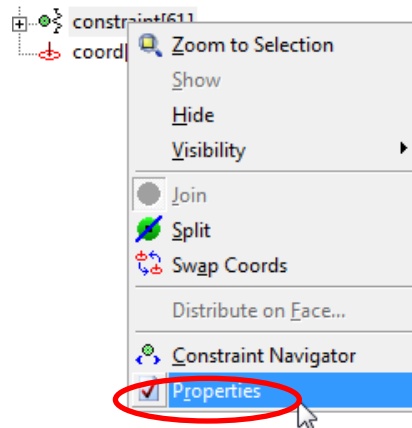 constraint[61]
coord[
Zoom to Selection
Show
Hide
Visibility
Join
Split
Swap Coords
Distribute on Face...
Constraint Navigator
Properties